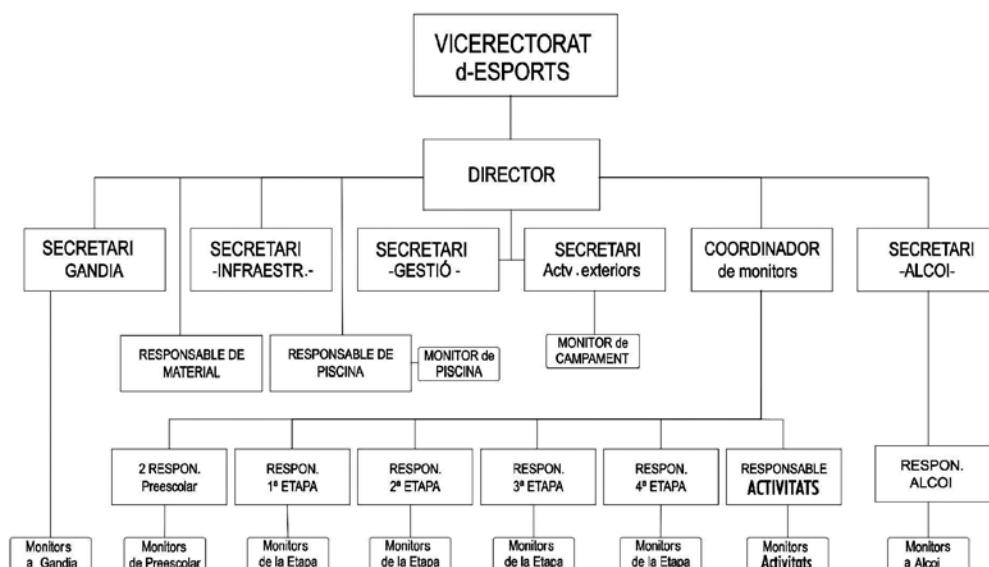 VICERECTORAT
d-ESPORTS
DIRECTOR
SECRETARI
GANDIA
SECRETARI
-INFRAESTR.-
SECRETARI
-GESTIÓ -
SECRETARI
Actv . exteriors
COORDINADOR
de monitors
SECRETARI
-ALCOI-
RESPONSABLE DE
MATERIAL
RESPONSABLE DE
PISCINA
MONITOR de
PISCINA
MONITOR de
CAMPAMENT
2 RESPON.
Preescolar
RESPON.
1ª ETAPA
RESPON.
2ª ETAPA
RESPON.
3ª ETAPA
RESPON.
4ª ETAPA
RESPONSABLE
ACTIVITATS
RESPON.
ALCOI
Monitors
a Gandia
Monitors
de Preescolar
Monitors
de la Etapa
Monitors
de la Etapa
Monitors
de la Etapa
Monitors
de la Etapa
Monitors
Activitats
Monitors
a Alcoi